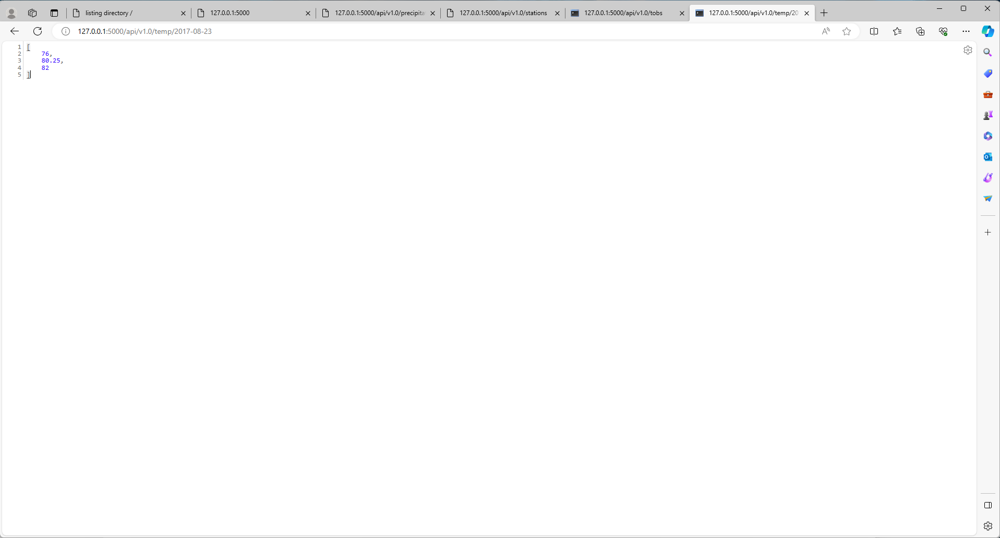 listing directory /
127.0.0.1:5000
127.0.0.1:5000/api/v1.0/precipita
127.0.0.1:5000/api/v1.0/stations
127.0.0.1:5000/api/v1.0/tobs
127.0.0.1:5000/api/v1.0/temp/20
127.0.0.1:5000/api/v1.0/temp/2017-08-23
1 [
2 76,
3 80.25,
4 82
5 ]